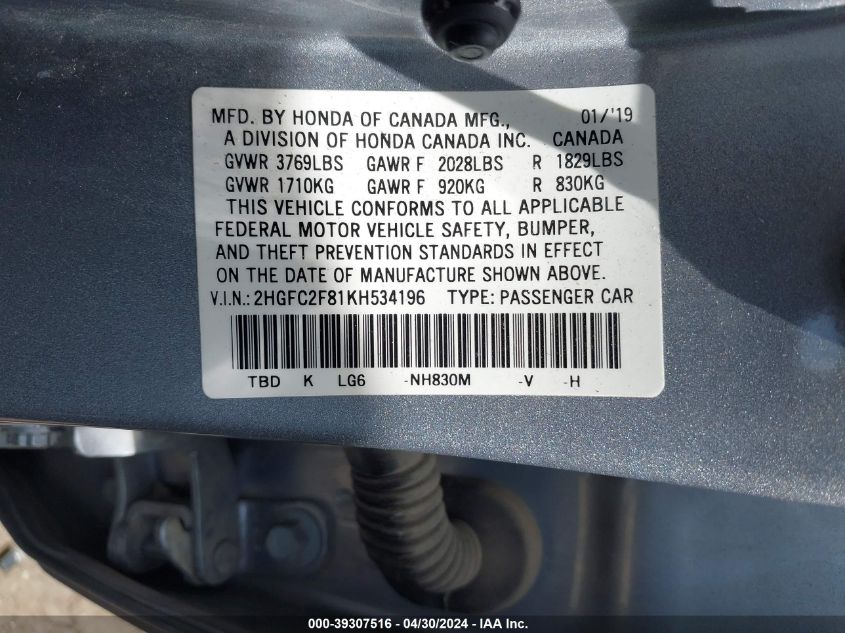 MFD. BY HONDA OF CANADA MFG., 01/'19
A DIVISION OF HONDA CANADA INC. CANADA
GVWR 3769LBS GAWR F 2028LBS R 1829LBS
GVWR 1710KG GAWR F 920KG R 830KG
THIS VEHICLE CONFORMS TO ALL APPLICABLE
FEDERAL MOTOR VEHICLE SAFETY, BUMPER,
AND THEFT PREVENTION STANDARDS IN EFFECT
ON THE DATE OF MANUFACTURE SHOWN ABOVE.
V.I.N.: 2HGFC2F81KH534196 TYPE: PASSENGER CAR
TBD K LG6 -NH830M -V -H
000-39307516 - 04/30/2024 - IAA Inc.